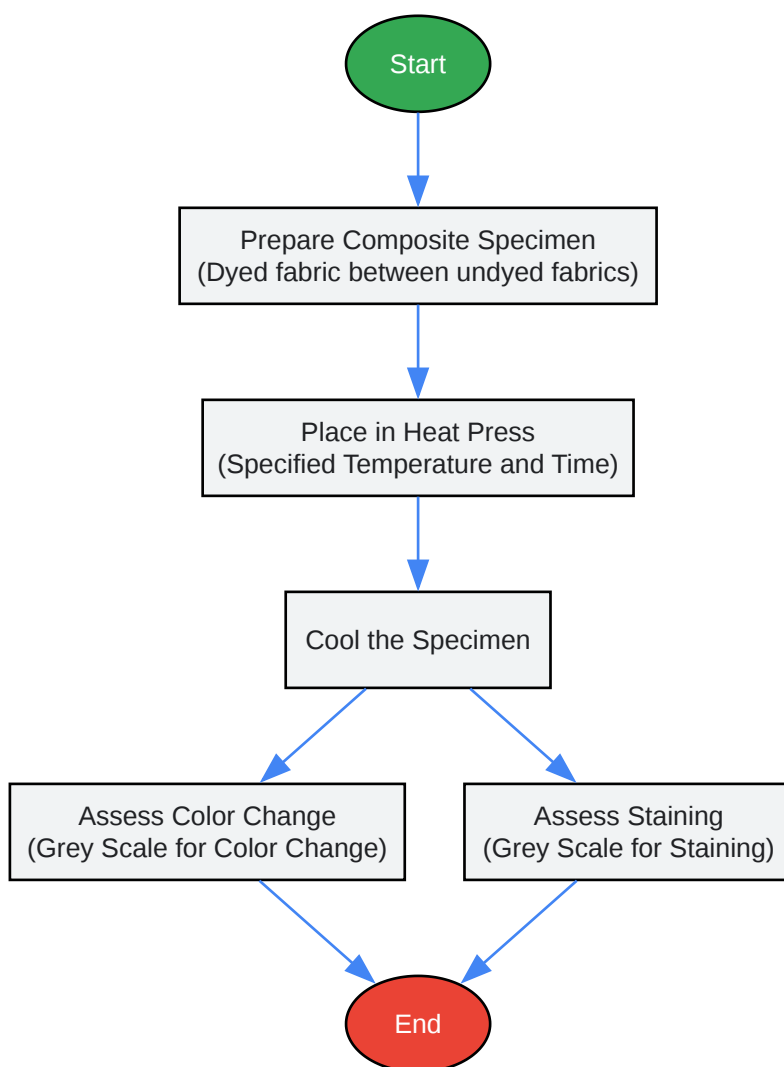 Start
Prepare Composite Specimen
(Dyed fabric between undyed fabrics)
Place in Heat Press
(Specified Temperature and Time)
Cool the Specimen
Assess Color Change
(Grey Scale for Color Change)
Assess Staining
(Grey Scale for Staining)
End